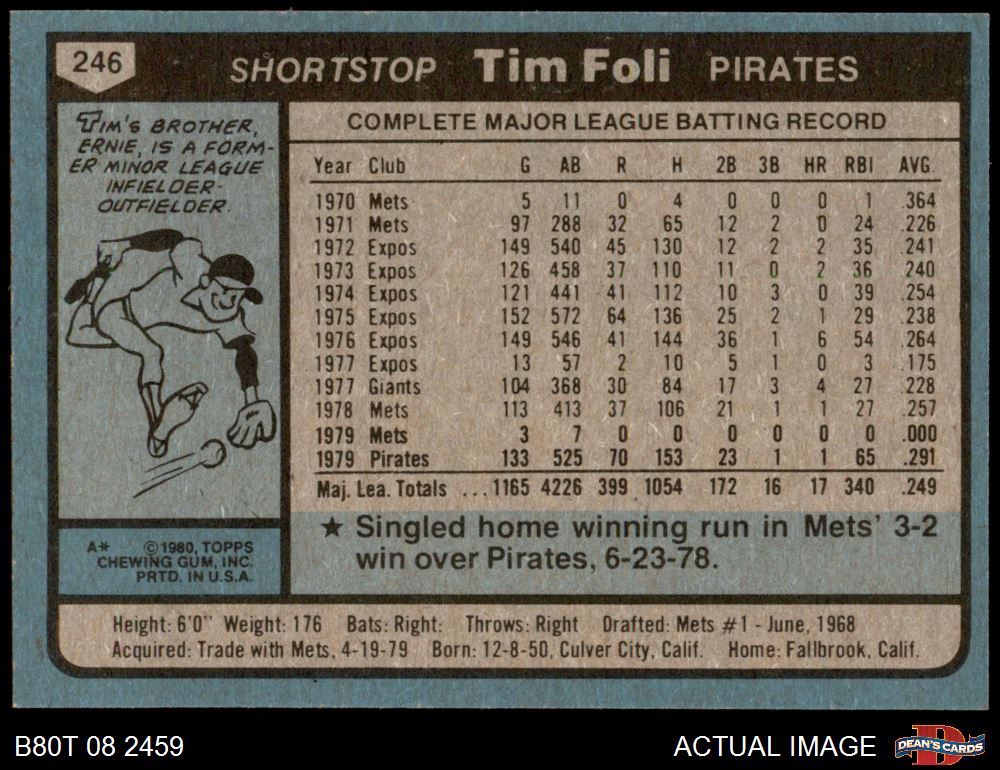 246
SHORTSTOP Tim Foli PIRATES
TIM'S BROTHER,
ERNIE, IS A FORM-
ER MINOR LEAGUE
INFIELDER-
OUTFIELDER.
COMPLETE MAJOR LEAGUE BATTING RECORD
Year Club G AB R H 2B 3B HR RBI AVG.
1970 Mets 5 11 0 4 0 0 0 1 .364
1971 Mets 97 288 32 65 12 2 0 24 .226
1972 Expos 149 540 45 130 12 2 2 35 .241
1973 Expos 126 458 37 110 11 0 2 36 .240
1974 Expos 121 441 41 112 10 3 0 39 .254
1975 Expos 152 572 64 136 25 2 1 29 .238
1976 Expos 149 546 41 144 36 1 6 54 .264
1977 Expos 13 57 2 10 5 1 0 3 .175
1977 Giants 104 368 30 84 17 3 4 27 .228
1978 Mets 113 413 37 106 21 1 1 27 .257
1979 Mets 3 7 0 0 0 0 0 0 .000
1979 Pirates 133 525 70 153 23 1 1 65 .291
Maj. Lea. Totals ...1165 4226 399 1054 172 16 17 340 .249
★ Singled home winning run in Mets' 3-2
win over Pirates, 6-23-78.
A* ©1980, TOPPS
CHEWING GUM, INC.
PRTD. IN U.S.A.
Height: 6'0" Weight: 176 Bats: Right: Throws: Right Drafted: Mets #1 - June, 1968
Acquired: Trade with Mets, 4-19-79 Born: 12-8-50, Culver City, Calif. Home: Fallbrook, Calif.
B80T 08 2459
ACTUAL IMAGE
D
DEAN'S CARDS